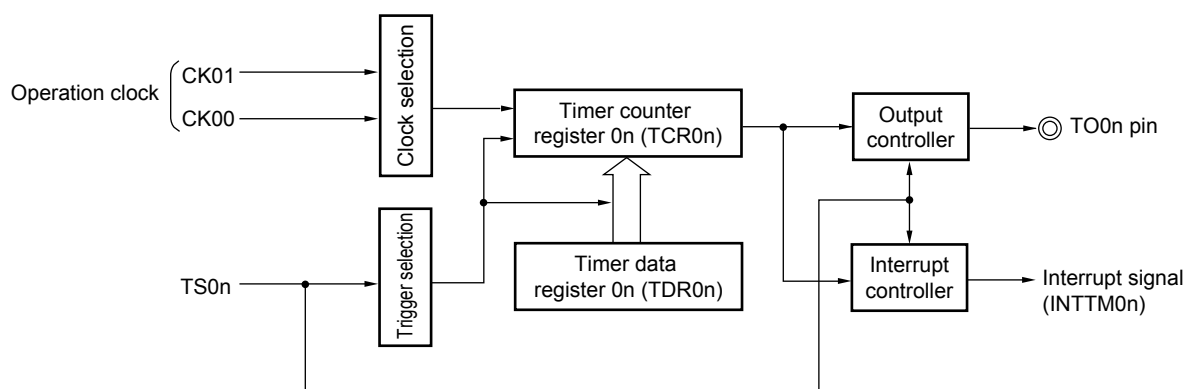 Operation clock
CK01
CK00
Clock selection
Timer counter
register 0n (TCR0n)
Output
controller
TO0n pin
TS0n
Trigger selection
Timer data
register 0n (TDR0n)
Interrupt
controller
Interrupt signal
(INTTM0n)